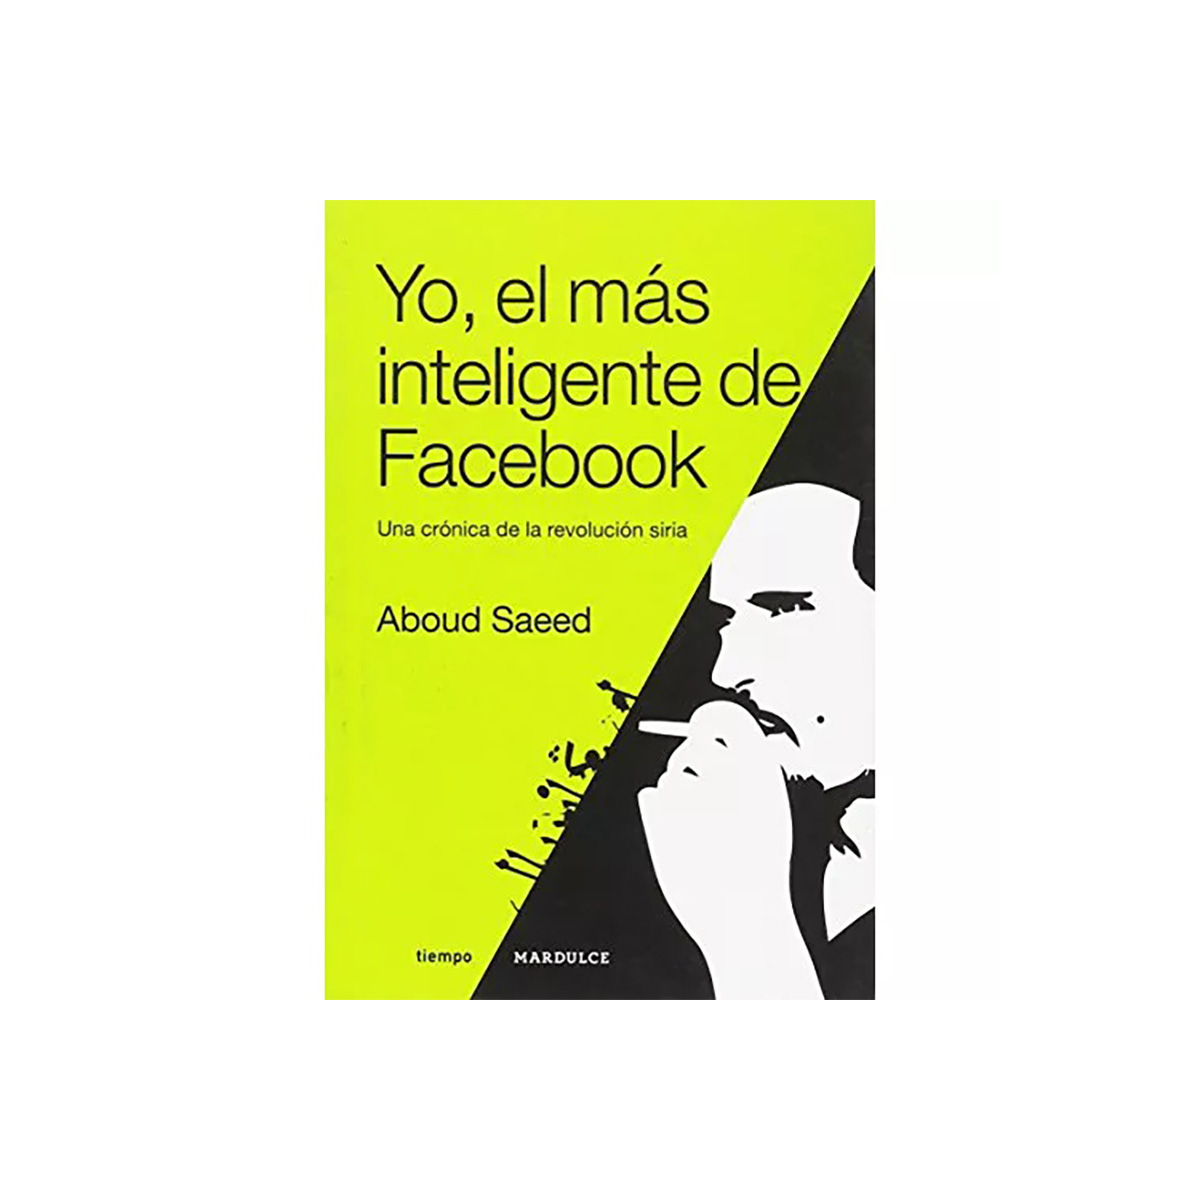 Yo, el más
inteligente de
Facebook
Una crónica de la revolución siria
Aboud Saeed
tiempo
MARDULCE